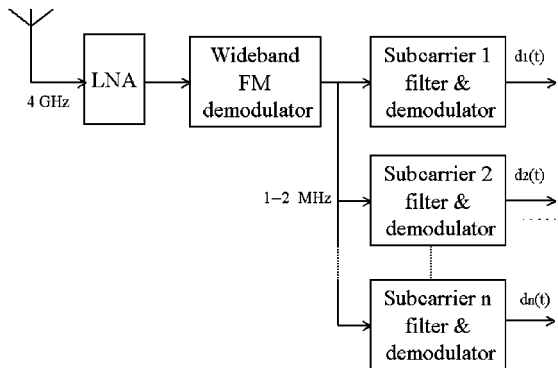 4 GHz
LNA
Wideband
FM
demodulator
1–2 MHz
Subcarrier 1
filter &
demodulator
d1(t)
Subcarrier 2
filter &
demodulator
d2(t)
Subcarrier n
filter &
demodulator
dn(t)